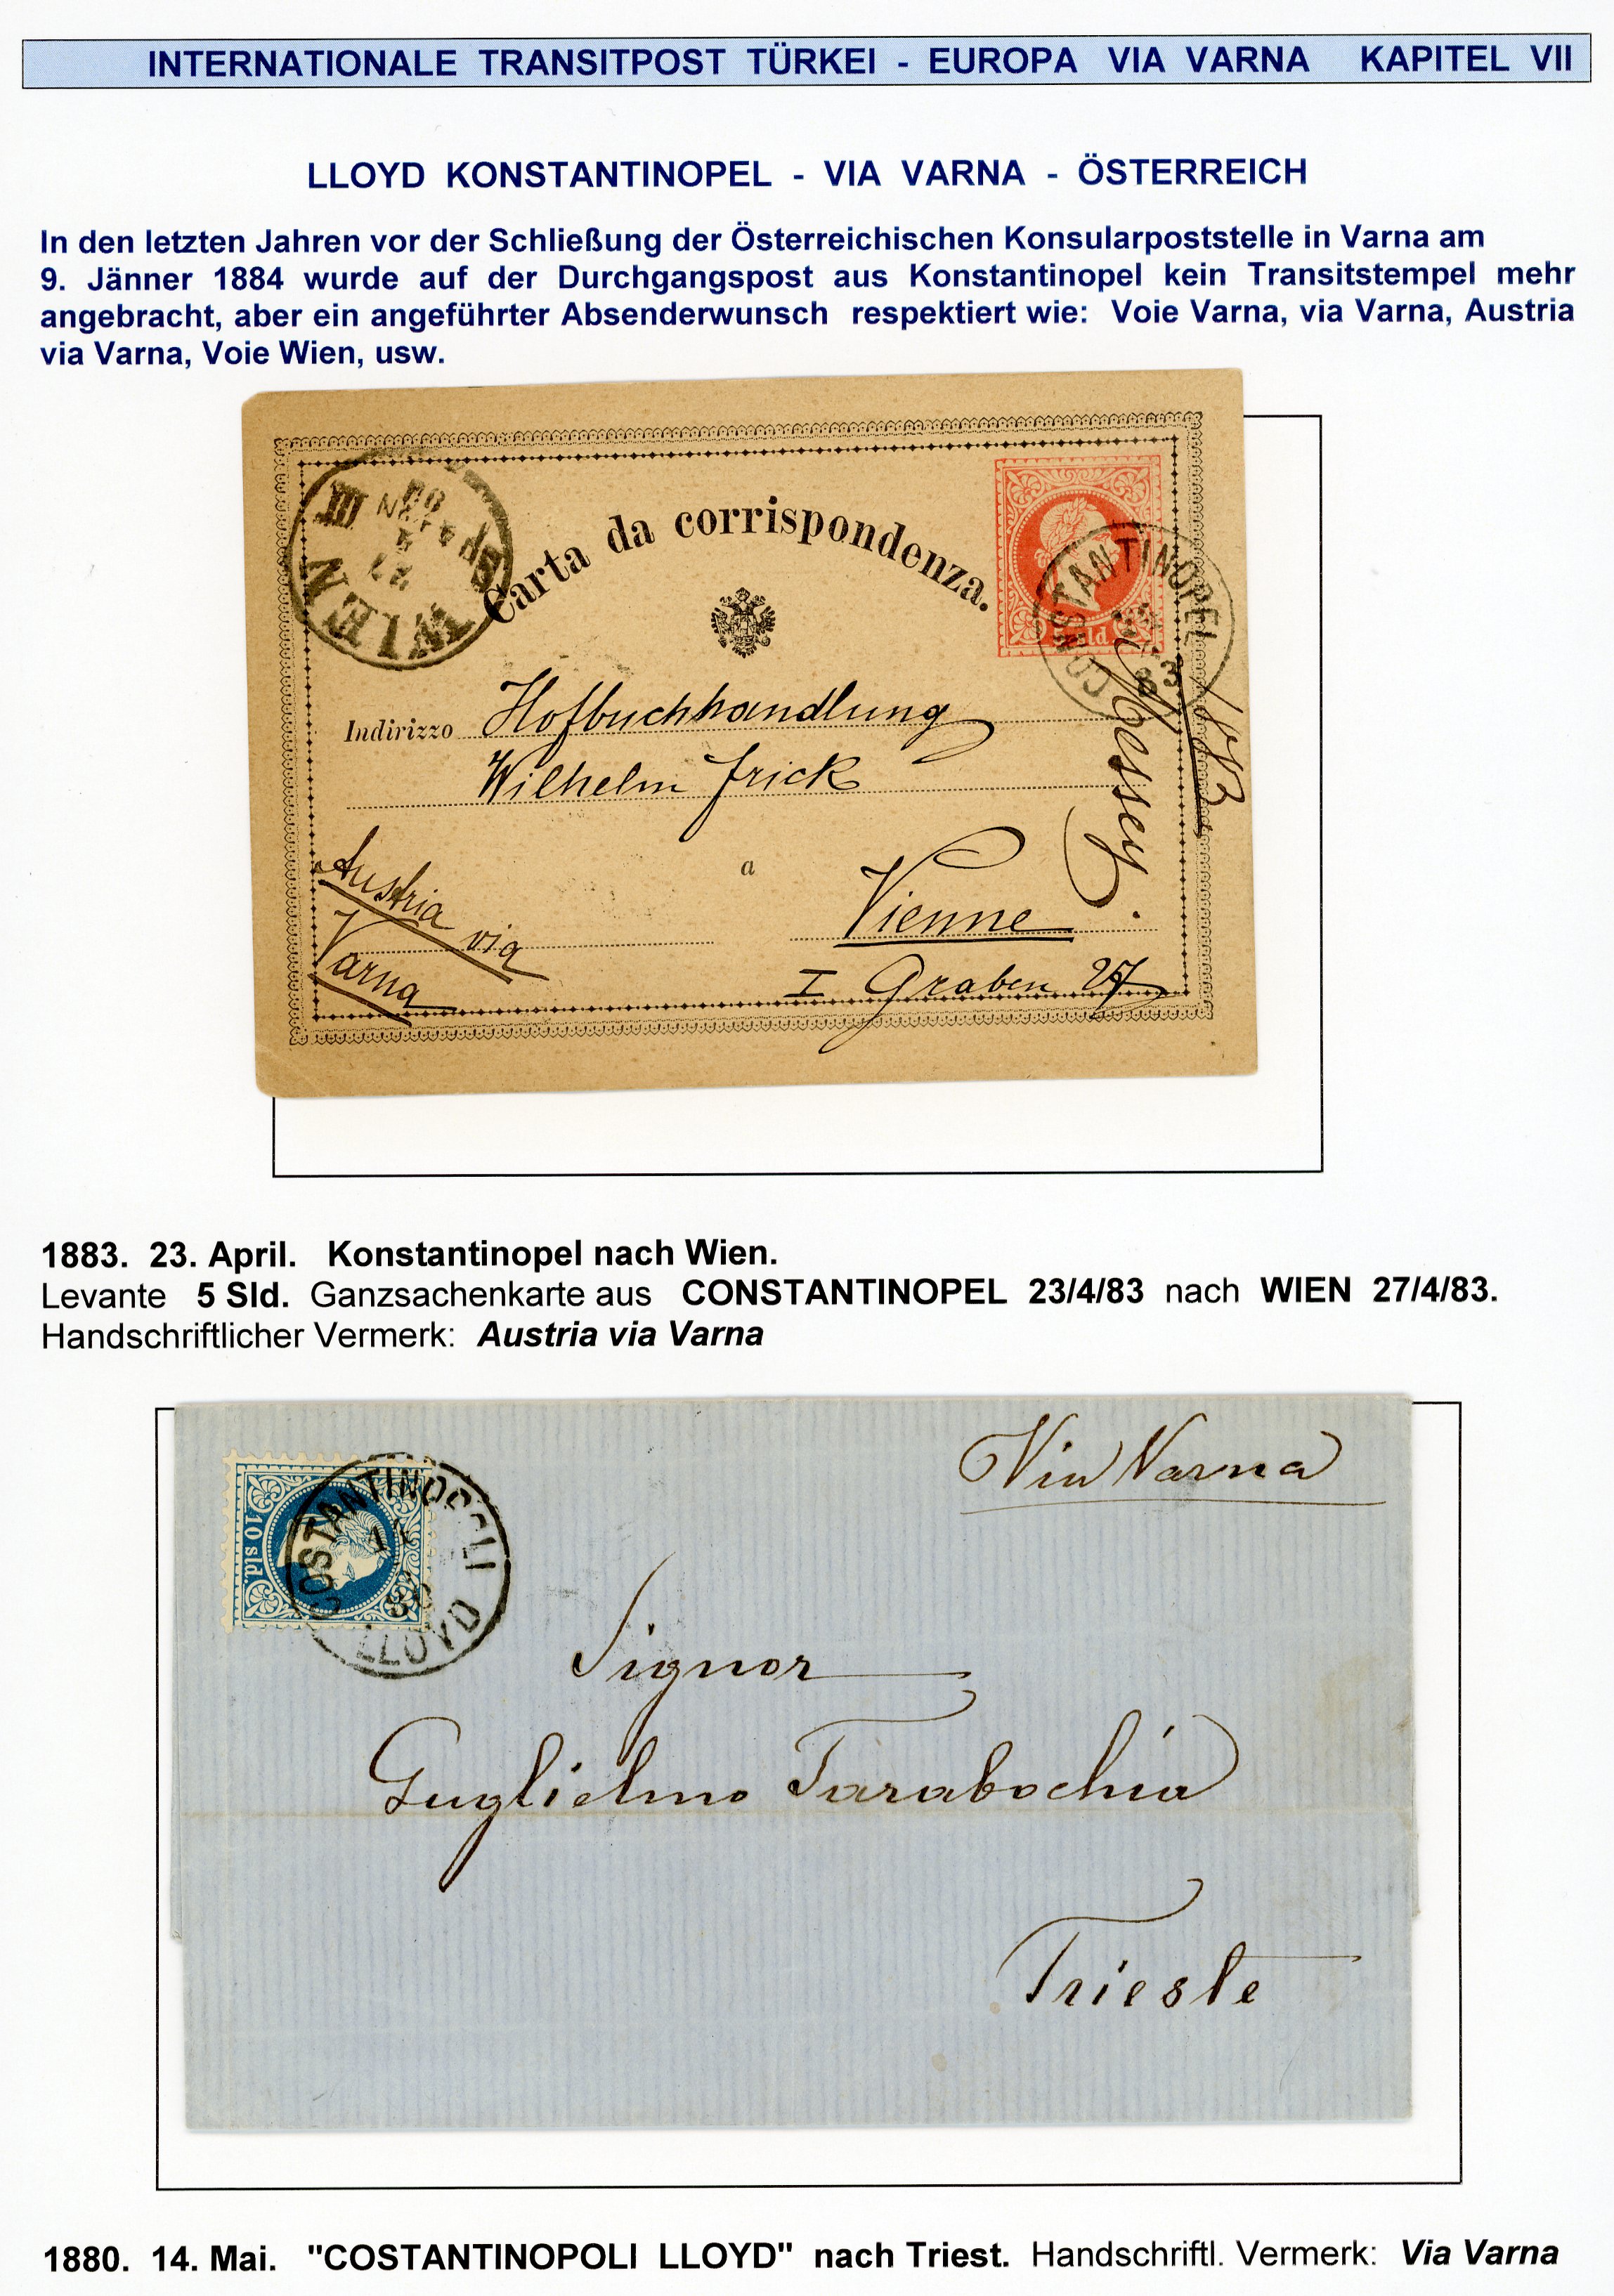 INTERNATIONALE TRANSITPOST TÜRKEI - EUROPA VIA VARNA KAPITEL VII
LLOYD KONSTANTINOPEL - VIA VARNA - ÖSTERREICH
In den letzten Jahren vor der Schließung der Österreichischen Konsularpoststelle in Varna am
9. Jänner 1884 wurde auf der Durchgangspost aus Konstantinopel kein Transitstempel mehr
angebracht, aber ein angeführter Absenderwunsch respektiert wie: Voie Varna, via Varna, Austria
via Varna, Voie Wien, usw.
WIEN
III
27
4
Carta da corrispondenza.
sld
CONSTANTINOPEL
83
Indirizzo Hofbuchhandlung
Wilhelm Frick
a
Vienne
I Graben 27
Austria via
Varna
1883. 23. April. Konstantinopel nach Wien.
Levante 5 Sld. Ganzsachenkarte aus CONSTANTINOPEL 23/4/83 nach WIEN 27/4/83.
Handschriftlicher Vermerk: Austria via Varna
Via Varna
10 sld.
COSTANTINOPOLI
LLOYD
Signor
Guglielmo Tarabochia
Trieste
1880. 14. Mai. "COSTANTINOPOLI LLOYD" nach Triest. Handschriftl. Vermerk: Via Varna